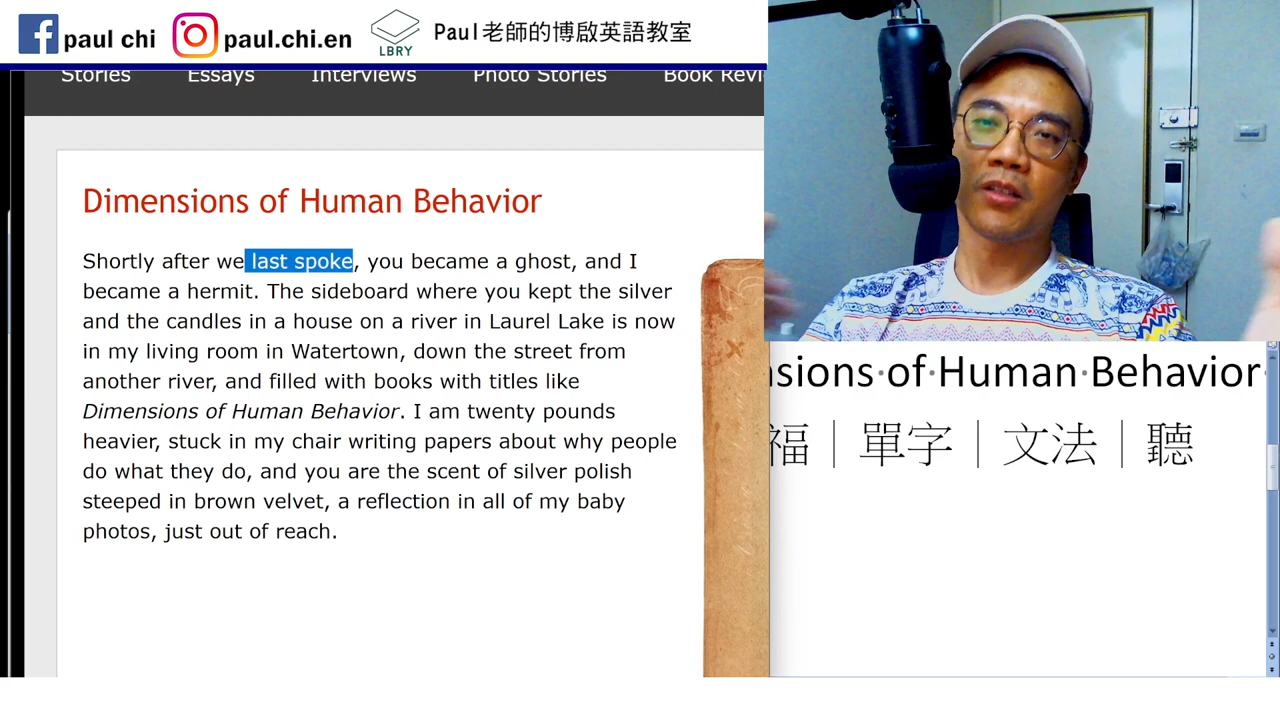 paul chi
paul.chi.en
LBRY
Paul老師的博啟英語教室
Stories Essays Interviews Photo Stories Book Revi
Dimensions of Human Behavior
Shortly after we last spoke, you became a ghost, and I
became a hermit. The sideboard where you kept the silver
and the candles in a house on a river in Laurel Lake is now
in my living room in Watertown, down the street from
another river, and filled with books with titles like
Dimensions of Human Behavior. I am twenty pounds
heavier, stuck in my chair writing papers about why people
do what they do, and you are the scent of silver polish
steeped in brown velvet, a reflection in all of my baby
photos, just out of reach.
nsions·of·Human·Behavior·
福｜單字｜文法｜聽